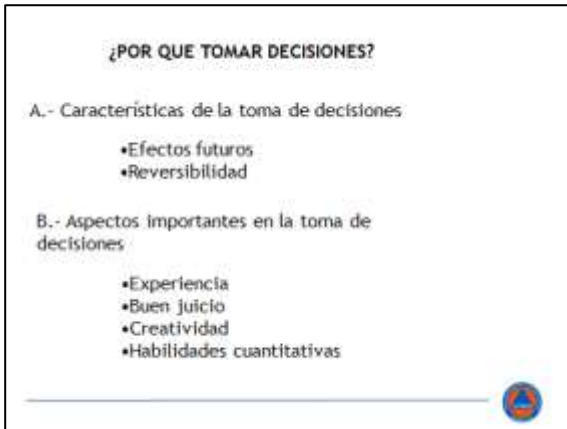 ¿POR QUE TOMAR DECISIONES?
A.- Características de la toma de decisiones
•Efectos futuros
•Reversibilidad
B.- Aspectos importantes en la toma de
decisiones
•Experiencia
•Buen juicio
•Creatividad
•Habilidades cuantitativas